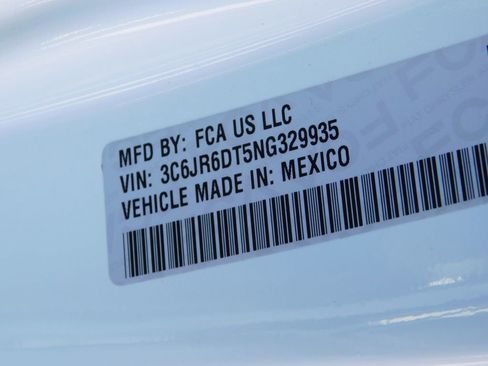 MFD BY: FCA US LLC
VIN: 3C6JR6DT5NG329935
VEHICLE MADE IN: MEXICO